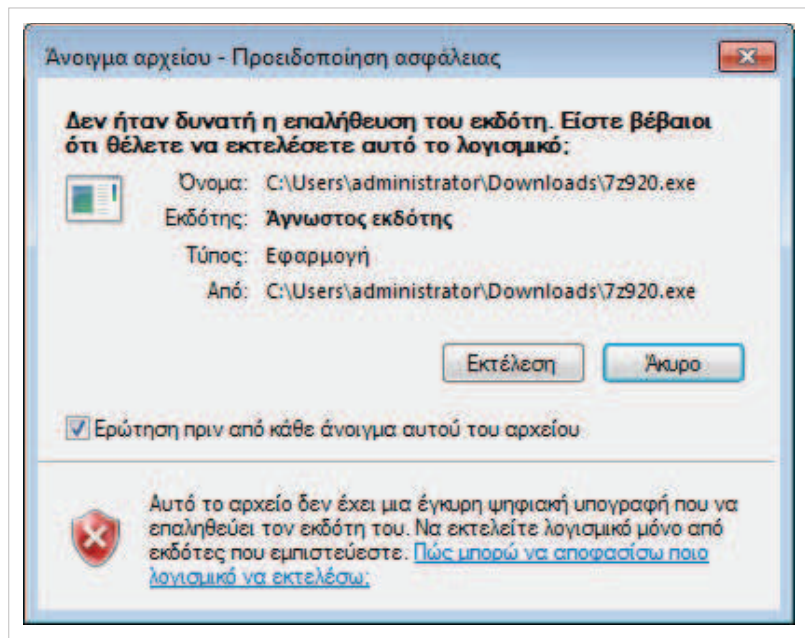 Άνοιγμα αρχείου - Προειδοποίηση ασφάλειας
Δεν ήταν δυνατή η επαλήθευση του εκδότη. Είστε βέβαιοι
ότι θέλετε να εκτελέσετε αυτό το λογισμικό;
Όνομα: C:\Users\administrator\Downloads\7z920.exe
Εκδότης: Άγνωστος εκδότης
Τύπος: Εφαρμογή
Από: C:\Users\administrator\Downloads\7z920.exe
Εκτέλεση Άκυρο
Ερώτηση πριν από κάθε άνοιγμα αυτού του αρχείου
Αυτό το αρχείο δεν έχει μια έγκυρη ψηφιακή υπογραφή που να
επαληθεύει τον εκδότη του. Να εκτελείτε λογισμικό μόνο από
εκδότες που εμπιστεύεστε. Πώς μπορώ να αποφασίσω ποιο
λογισμικό να εκτελέσω;